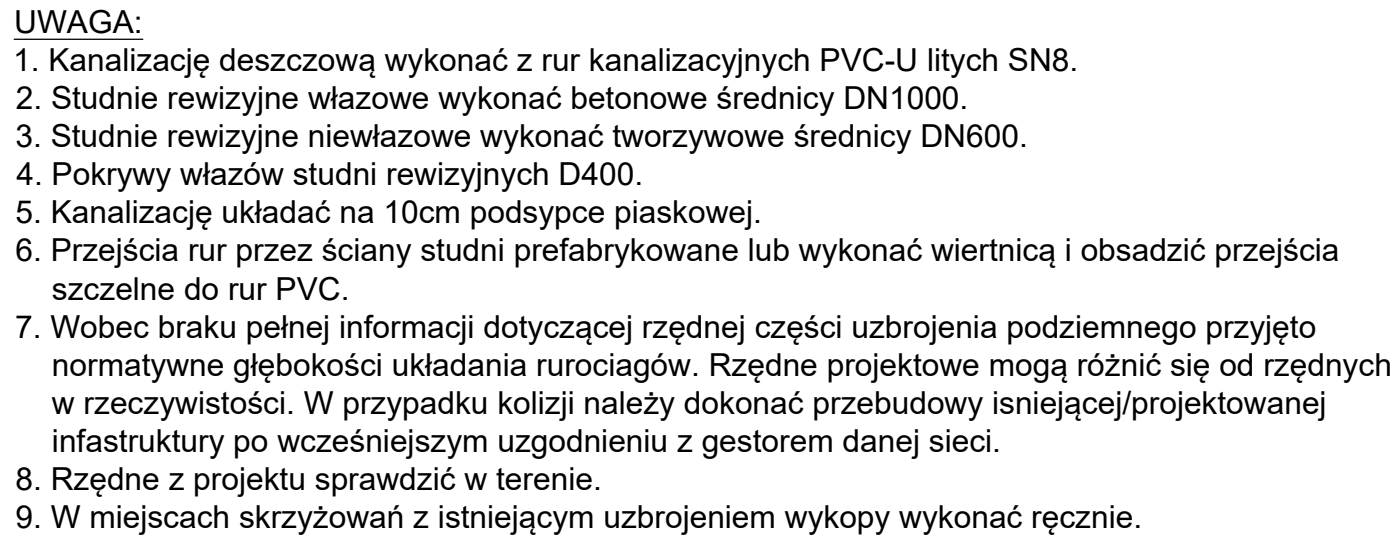 UWAGA:
1. Kanalizację deszczową wykonać z rur kanalizacyjnych PVC-U litych SN8.
2. Studnie rewizyjne włazowe wykonać betonowe średnicy DN1000.
3. Studnie rewizyjne niewłazowe wykonać tworzywowe średnicy DN600.
4. Pokrywy włazów studni rewizyjnych D400.
5. Kanalizację układać na 10cm podsypce piaskowej.
6. Przejścia rur przez ściany studni prefabrykowane lub wykonać wiertnicą i obsadzić przejścia
szczelne do rur PVC.
7. Wobec braku pełnej informacji dotyczącej rzędnej części uzbrojenia podziemnego przyjęto
normatywne głębokości układania rurociagów. Rzędne projektowe mogą różnić się od rzędnych
w rzeczywistości. W przypadku kolizji należy dokonać przebudowy isniejącej/projektowanej
infastruktury po wcześniejszym uzgodnieniu z gestorem danej sieci.
8. Rzędne z projektu sprawdzić w terenie.
9. W miejscach skrzyżowań z istniejącym uzbrojeniem wykopy wykonać ręcznie.